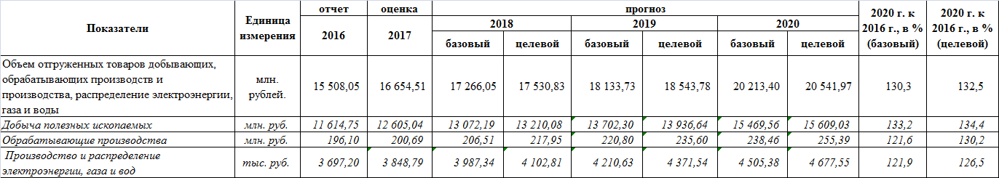 Показатели
Единица
измерения
отчет
оценка
прогноз
2020 г. к
2016 г., в %
(базовый)
2020 г. к
2016 г., в %
(целевой)
2016
2017
2018
2019
2020
базовый
целевой
базовый
целевой
базовый
целевой
Объем отгруженных товаров добывающих,
обрабатывающих производств и
производства, распределение электроэнергии,
газа и воды
млн.
рублей.
15 508,05
16 654,51
17 266,05
17 530,83
18 133,73
18 543,78
20 213,40
20 541,97
130,3
132,5
Добыча полезных ископаемых
млн. руб.
11 614,75
12 605,04
13 072,19
13 210,08
13 702,30
13 936,64
15 469,56
15 609,03
133,2
134,4
Обрабатывающие производства
млн. руб.
196,10
200,69
206,51
217,95
220,80
235,60
238,46
255,39
121,6
130,2
Производство и распределение
электроэнергии, газа и вод
тыс. руб.
3 697,20
3 848,79
3 987,34
4 102,81
4 210,63
4 371,54
4 505,38
4 677,55
121,9
126,5